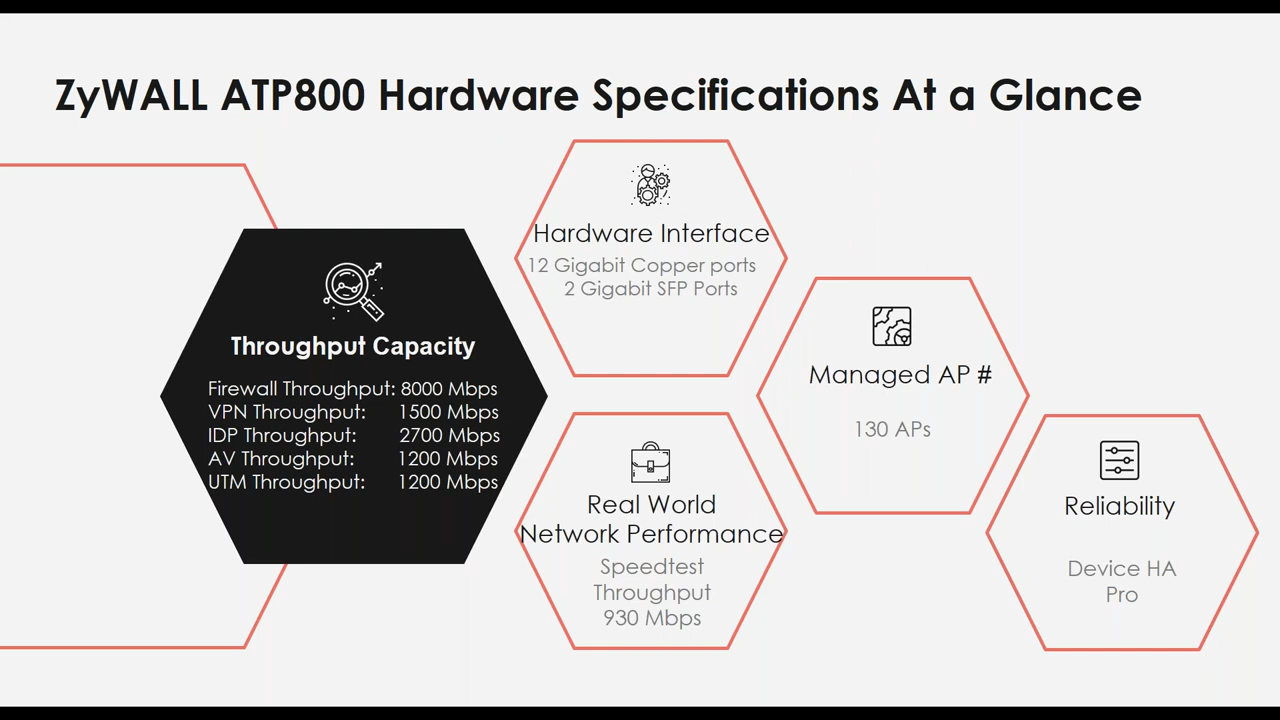 ZyWALL ATP800 Hardware Specifications At a Glance
Throughput Capacity
Firewall Throughput: 8000 Mbps
VPN Throughput: 1500 Mbps
IDP Throughput: 2700 Mbps
AV Throughput: 1200 Mbps
UTM Throughput: 1200 Mbps
Hardware Interface
12 Gigabit Copper ports
2 Gigabit SFP Ports
Real World
Network Performance
Speedtest
Throughput
930 Mbps
Managed AP #
130 APs
Reliability
Device HA
Pro